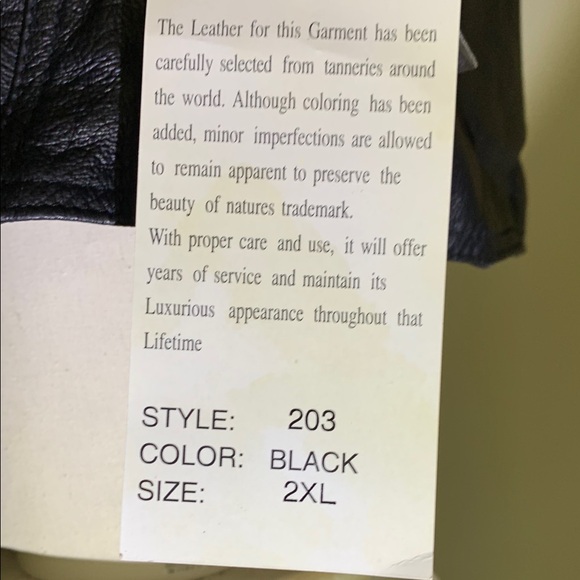 The Leather for this Garment has been
carefully selected from tanneries around
the world. Although coloring has been
added, minor imperfections are allowed
to remain apparent to preserve the
beauty of natures trademark.
With proper care and use, it will offer
years of service and maintain its
Luxurious appearance throughout that
Lifetime
STYLE: 203
COLOR: BLACK
SIZE: 2XL